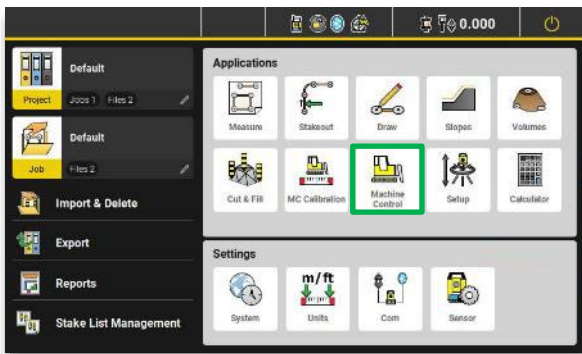 0.000
Default
Project
Jobs 1 Files 2
Default
Job
Files 2
Import & Delete
Export
Reports
Stake List Management
Applications
Measure
Stakeout
Draw
Slopes
Volumes
Cut & Fill
MC Calibration
Machine
Control
Setup
Calculator
Settings
System
m/ft
Units
Com
Sensor